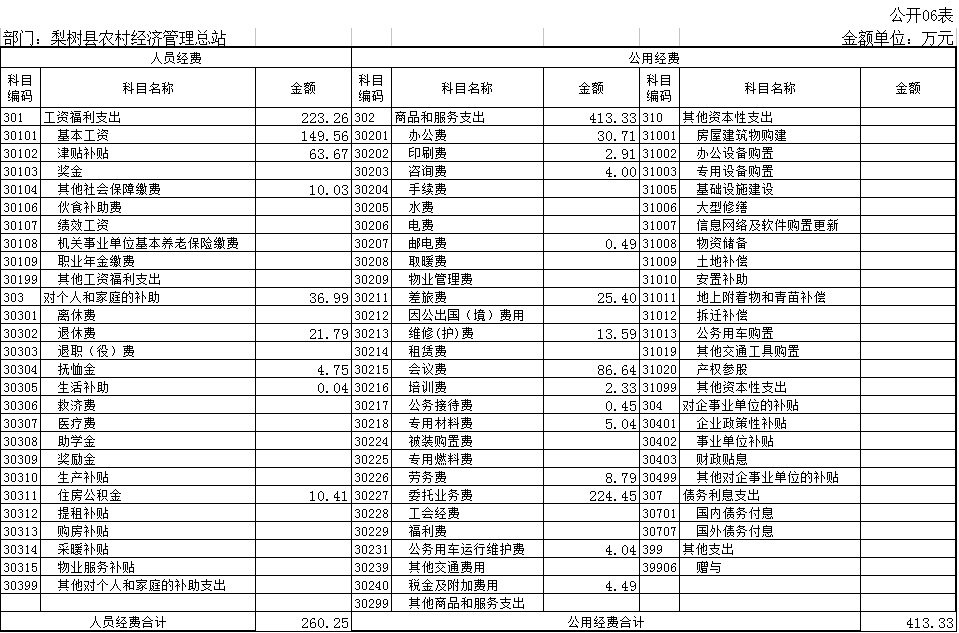 公开06表
部门：梨树县农村经济管理总站 金额单位：万元
人员经费 公用经费
科目编码 科目名称 金额 科目编码 科目名称 金额 科目编码 科目名称 金额
301 工资福利支出 223.26 302 商品和服务支出 413.33 310 其他资本性支出
30101 基本工资 149.56 30201 办公费 30.71 31001 房屋建筑物购建
30102 津贴补贴 63.67 30202 印刷费 2.91 31002 办公设备购置
30103 奖金 30203 咨询费 4.00 31003 专用设备购置
30104 其他社会保障缴费 10.03 30204 手续费 31005 基础设施建设
30106 伙食补助费 30205 水费 31006 大型修缮
30107 绩效工资 30206 电费 31007 信息网络及软件购置更新
30108 机关事业单位基本养老保险缴费 30207 邮电费 0.49 31008 物资储备
30109 职业年金缴费 30208 取暖费 31009 土地补偿
30199 其他工资福利支出 30209 物业管理费 31010 安置补助
303 对个人和家庭的补助 36.99 30211 差旅费 25.40 31011 地上附着物和青苗补偿
30301 离休费 30212 因公出国（境）费用 31012 拆迁补偿
30302 退休费 21.79 30213 维修(护)费 13.59 31013 公务用车购置
30303 退职（役）费 30214 租赁费 31019 其他交通工具购置
30304 抚恤金 4.75 30215 会议费 86.64 31020 产权参股
30305 生活补助 0.04 30216 培训费 2.33 31099 其他资本性支出
30306 救济费 30217 公务接待费 0.45 304 对企事业单位的补贴
30307 医疗费 30218 专用材料费 5.04 30401 企业政策性补贴
30308 助学金 30224 被装购置费 30402 事业单位补贴
30309 奖励金 30225 专用燃料费 30403 财政贴息
30310 生产补贴 30226 劳务费 8.79 30499 其他对企事业单位的补贴
30311 住房公积金 10.41 30227 委托业务费 224.45 307 债务利息支出
30312 提租补贴 30228 工会经费 30701 国内债务付息
30313 购房补贴 30229 福利费 30707 国外债务付息
30314 采暖补贴 30231 公务用车运行维护费 4.04 399 其他支出
30315 物业服务补贴 30239 其他交通费用 39906 赠与
30399 其他对个人和家庭的补助支出 30240 税金及附加费用 4.49
30299 其他商品和服务支出
人员经费合计 260.25 公用经费合计 413.33